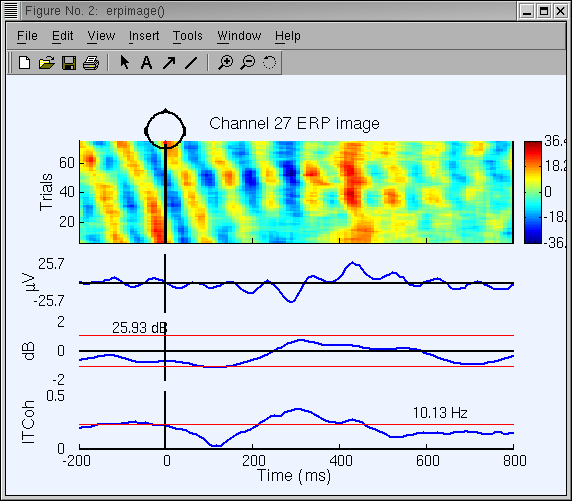 Figure No. 2: erpimage()
File Edit View Insert Tools Window Help
A
Channel 27 ERP image
Trials
60
40
20
36.4
18.2
0
-18.2
-36.4
µV
25.7
-25.7
dB
2
0
-2
25.93 dB
ITCoh
0.5
0
10.13 Hz
-200 0 200 400 600 800
Time (ms)